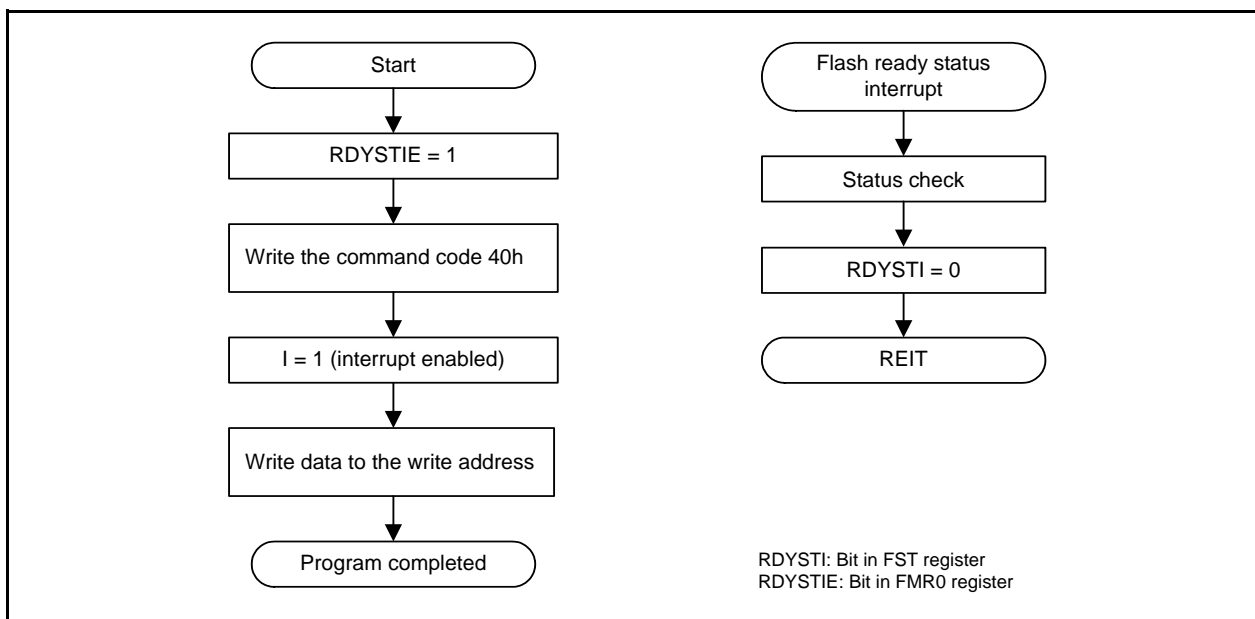 Start
RDYSTIE = 1
Write the command code 40h
I = 1 (interrupt enabled)
Write data to the write address
Program completed
Flash ready status
interrupt
Status check
RDYSTI = 0
REIT
RDYSTI: Bit in FST register
RDYSTIE: Bit in FMR0 register